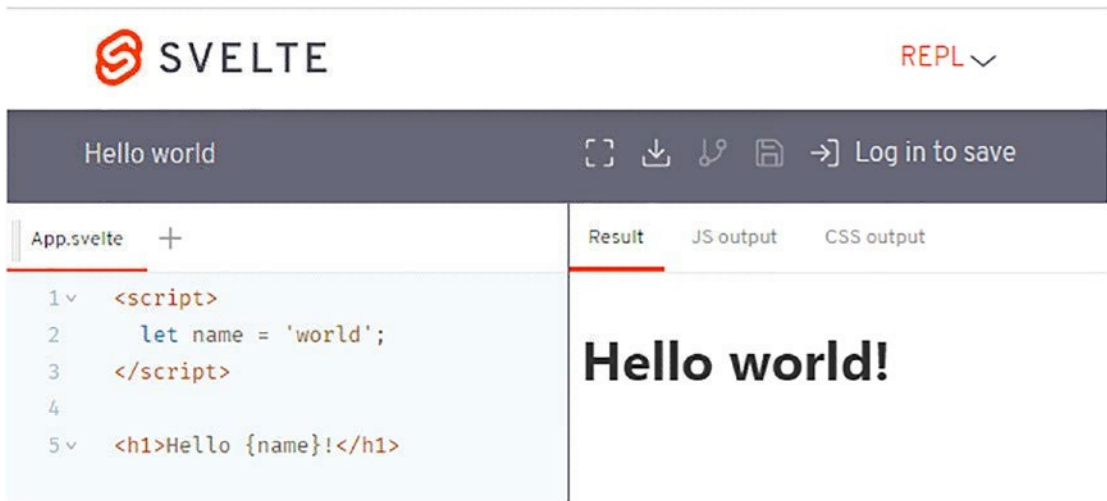 SVELTE
REPL
Hello world
Log in to save
App.svelte
Result JS output CSS output
1 <script>
2 let name = 'world';
3 </script>
4
5 <h1>Hello {name}!</h1>
Hello world!